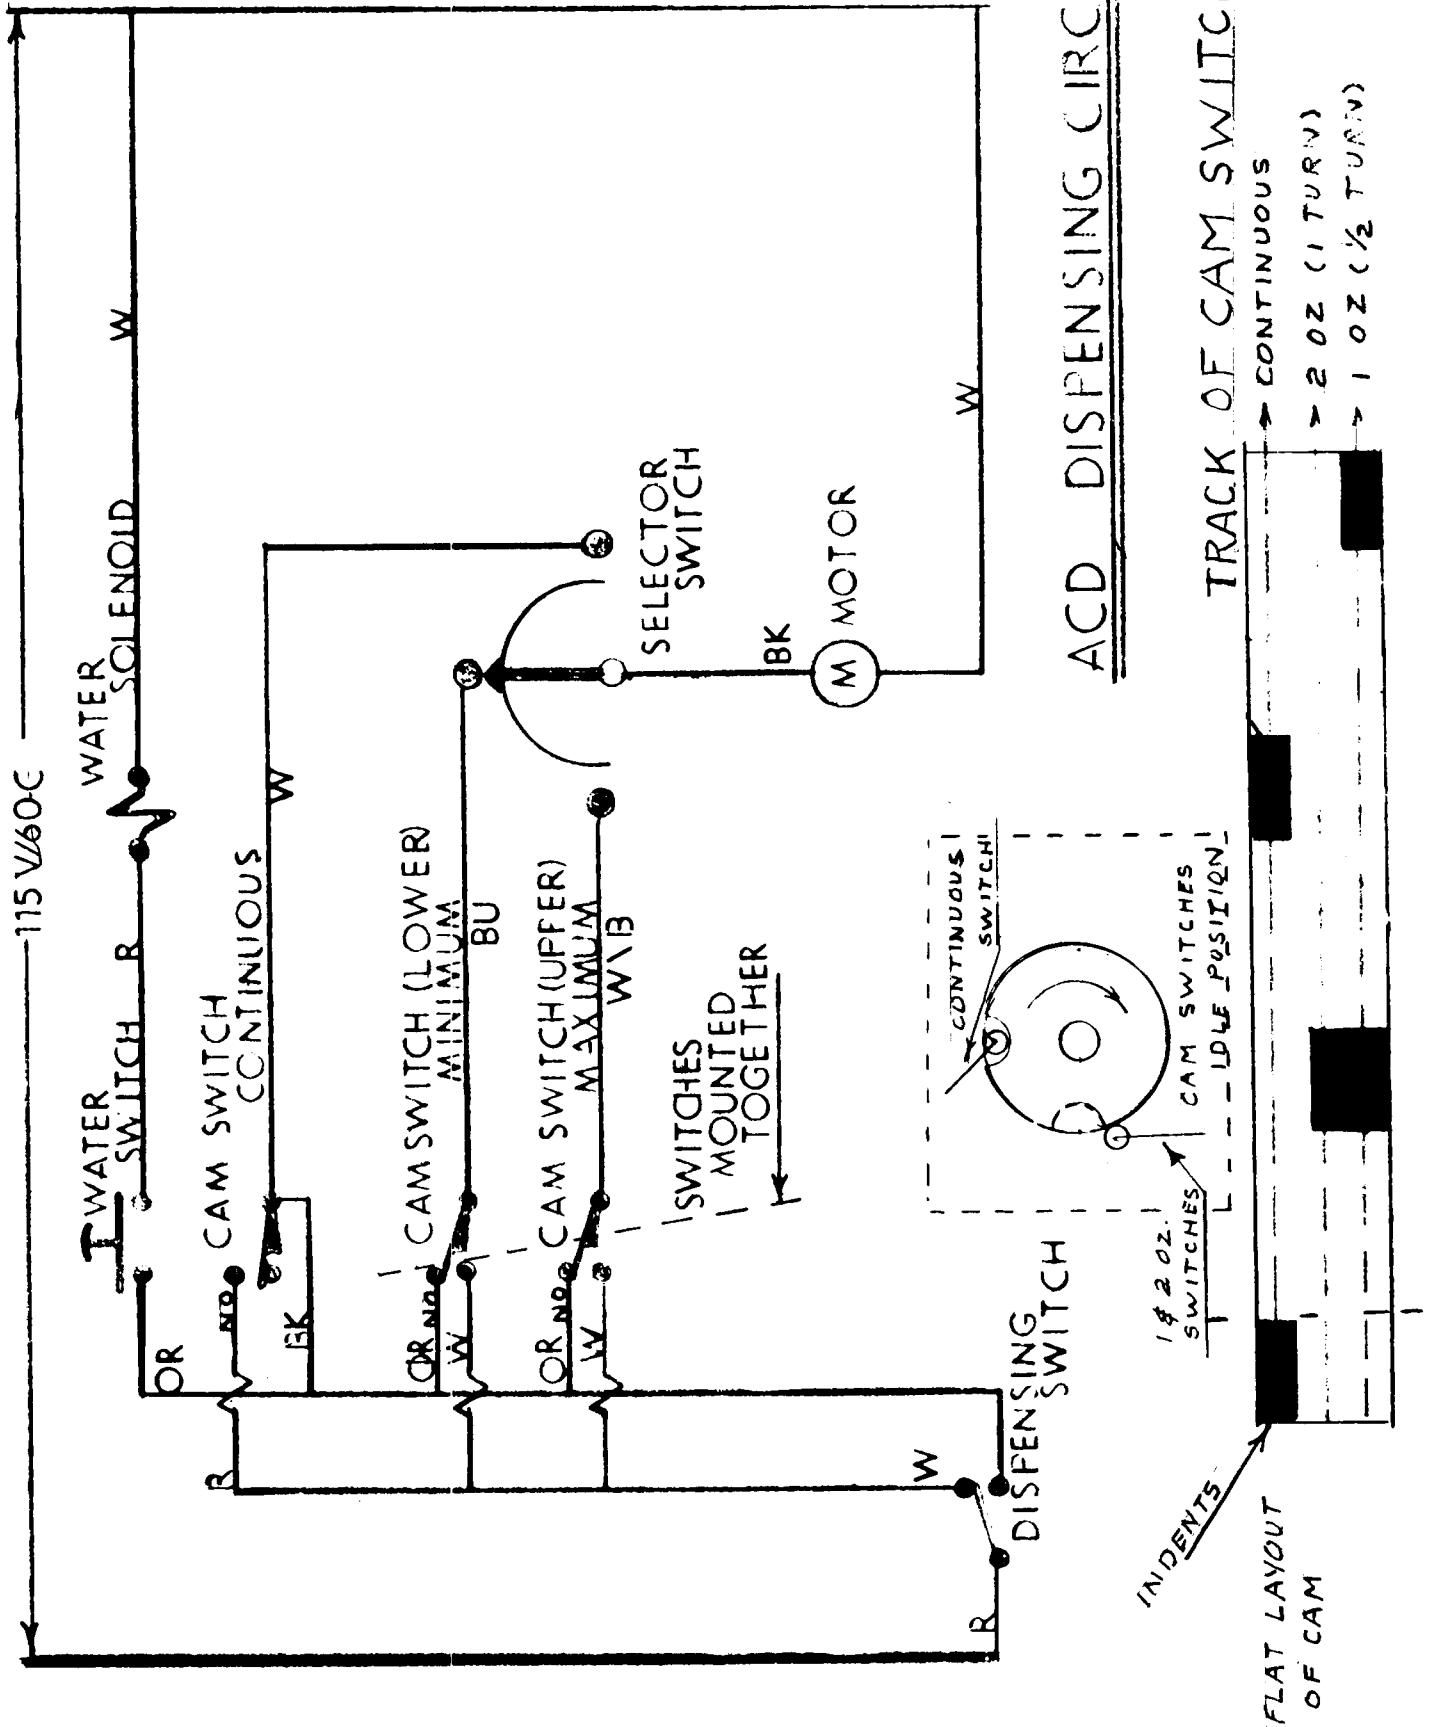 115 V/60-C
WATER
SOLENOID
W
WATER
SWITCH
R
OR
CAM SWITCH
CONTINIOUS
W
NO
BK
R
CAM SWITCH (LOWER)
MINIMUM
BU
OR
NO
W
CAM SWITCH (UPPER)
MAXIMUM
W\B
OR
NO
W
SWITCHES
MOUNTED
TOGETHER
SELECTOR
SWITCH
BK
M
MOTOR
W
W
R
DISPENSING
SWITCH
ACD DISPENSING CIRC
TRACK OF CAM SWITC
CONTINUOUS
2 OZ (1 TURN)
1 OZ (1/2 TURN)
CONTINUOUS
SWITCH
CAM SWITCHES
IDLE POSITION
1 & 2 OZ.
SWITCHES
INDENTS
FLAT LAYOUT
OF CAM